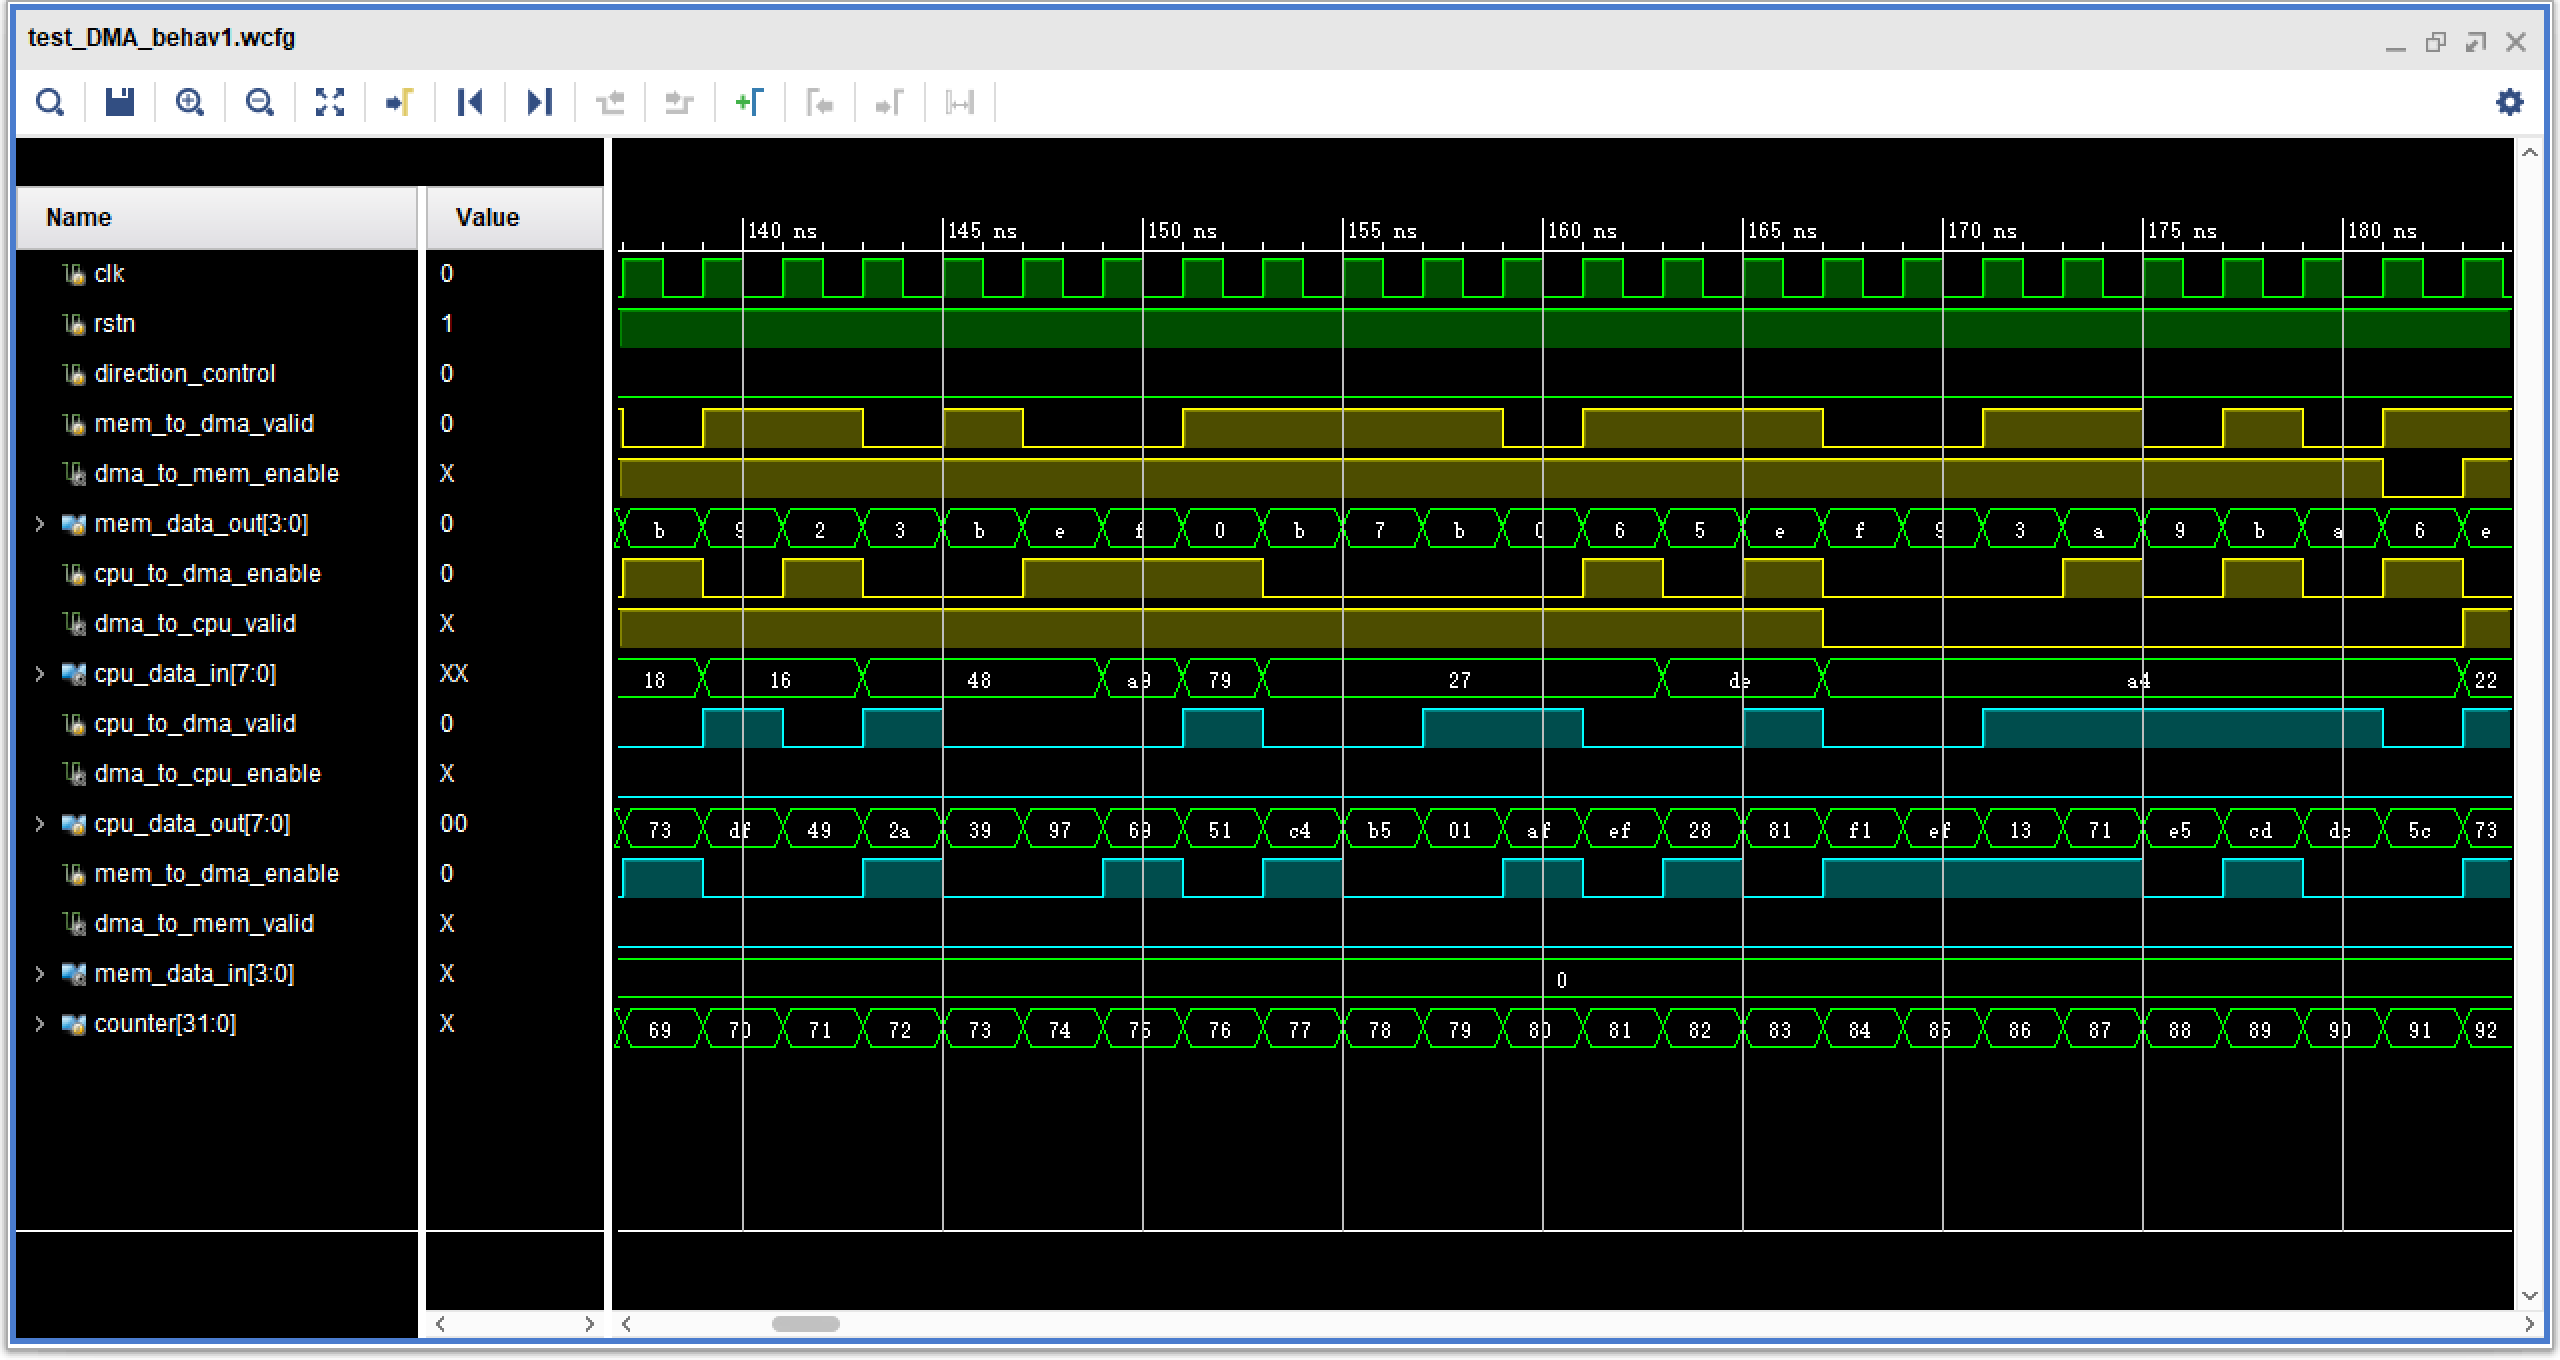 test_DMA_behav1.wcfg
Name Value
140 ns 145 ns 150 ns 155 ns 160 ns 165 ns 170 ns 175 ns 180 ns
clk 0
rstn 1
direction_control 0
mem_to_dma_valid 0
dma_to_mem_enable X
mem_data_out[3:0] 0 b 9 2 3 b e f 0 b 7 b 0 6 5 e f 9 3 a 9 b a 6 e
cpu_to_dma_enable 0
dma_to_cpu_valid X
cpu_data_in[7:0] XX 18 16 48 a9 79 27 de a4 22
cpu_to_dma_valid 0
dma_to_cpu_enable X
cpu_data_out[7:0] 00 73 df 49 2a 39 97 69 51 c4 b5 01 af ef 28 81 f1 ef 13 71 e5 cd dc 5c 73
mem_to_dma_enable 0
dma_to_mem_valid X
mem_data_in[3:0] X 0
counter[31:0] X 69 70 71 72 73 74 75 76 77 78 79 80 81 82 83 84 85 86 87 88 89 90 91 92